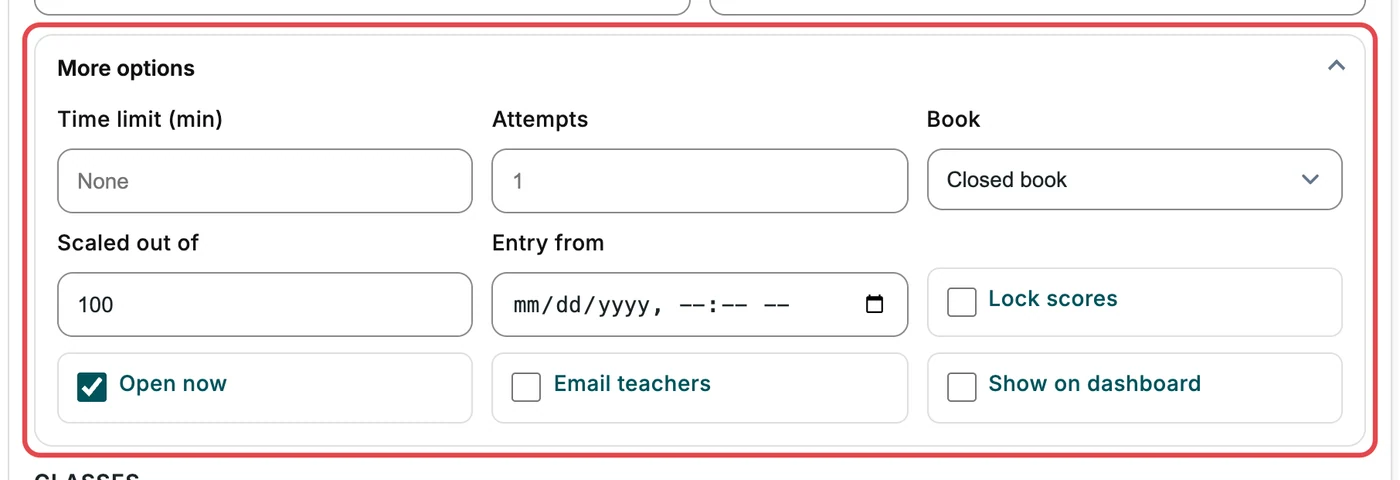 More options
Time limit (min) Attempts Book
None 1 Closed book
Scaled out of Entry from
100 mm/dd/yyyy, --:-- -- Lock scores
Open now Email teachers Show on dashboard
CLASSES